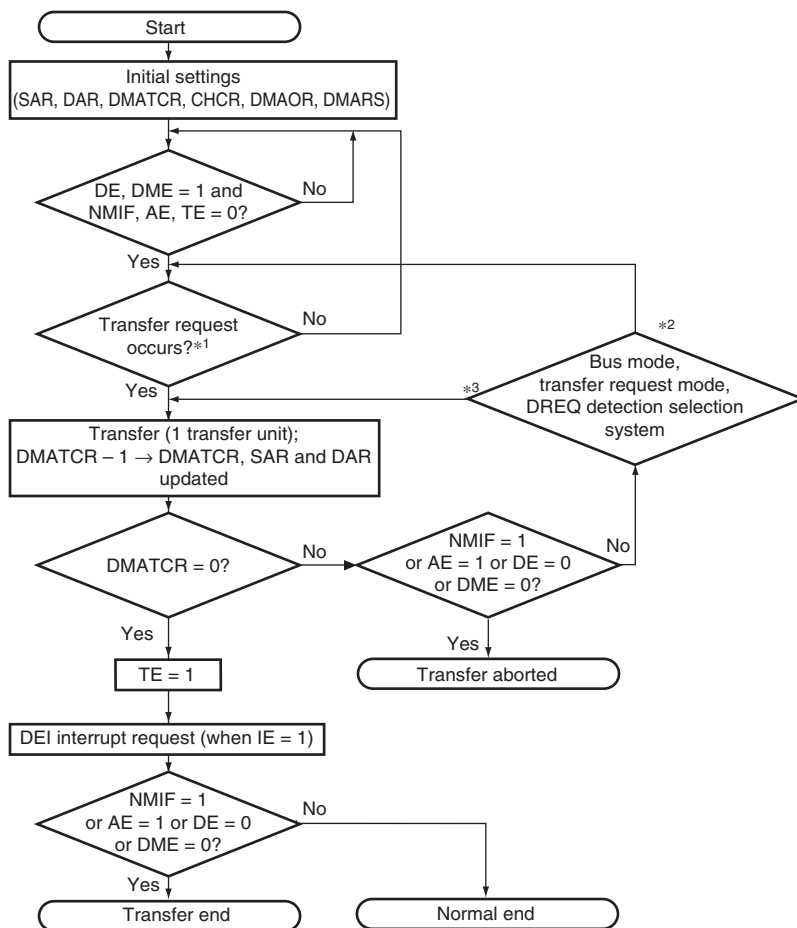 Start
Initial settings
(SAR, DAR, DMATCR, CHCR, DMAOR, DMARS)
DE, DME = 1 and
NMIF, AE, TE = 0?
No
Yes
Transfer request
occurs?*1
No
Yes
*2
Bus mode,
transfer request mode,
DREQ detection selection
system
*3
Transfer (1 transfer unit);
DMATCR – 1 → DMATCR, SAR and DAR
updated
DMATCR = 0?
No
Yes
NMIF = 1
or AE = 1 or DE = 0
or DME = 0?
No
Yes
Transfer aborted
TE = 1
DEI interrupt request (when IE = 1)
NMIF = 1
or AE = 1 or DE = 0
or DME = 0?
No
Yes
Transfer end
Normal end